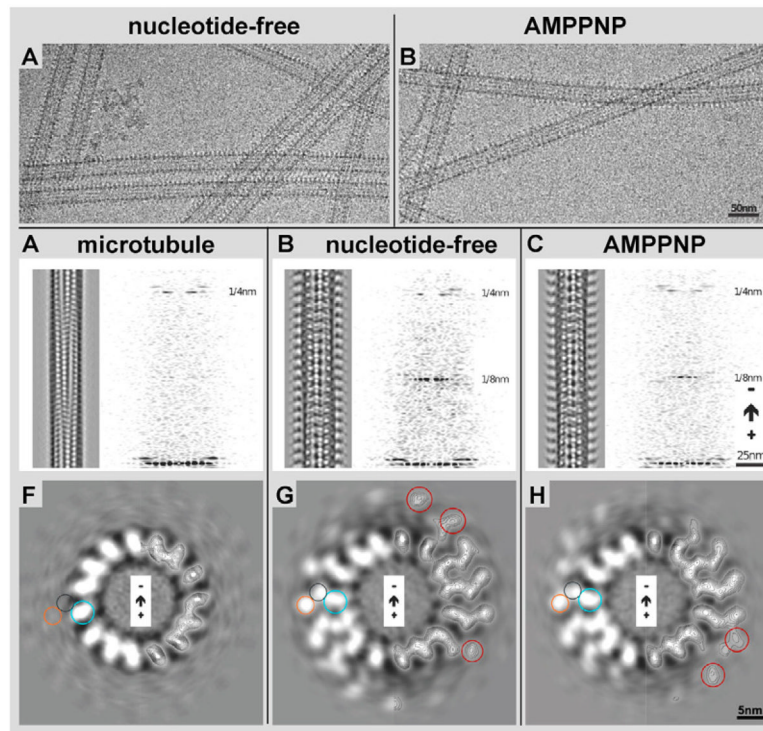 nucleotide-free AMPPNP
A B
50nm
A microtubule B nucleotide-free C AMPPNP
1/4nm 1/4nm 1/4nm
1/8nm 1/8nm
-
+
25nm
F G H
- - -
+ + +
5nm